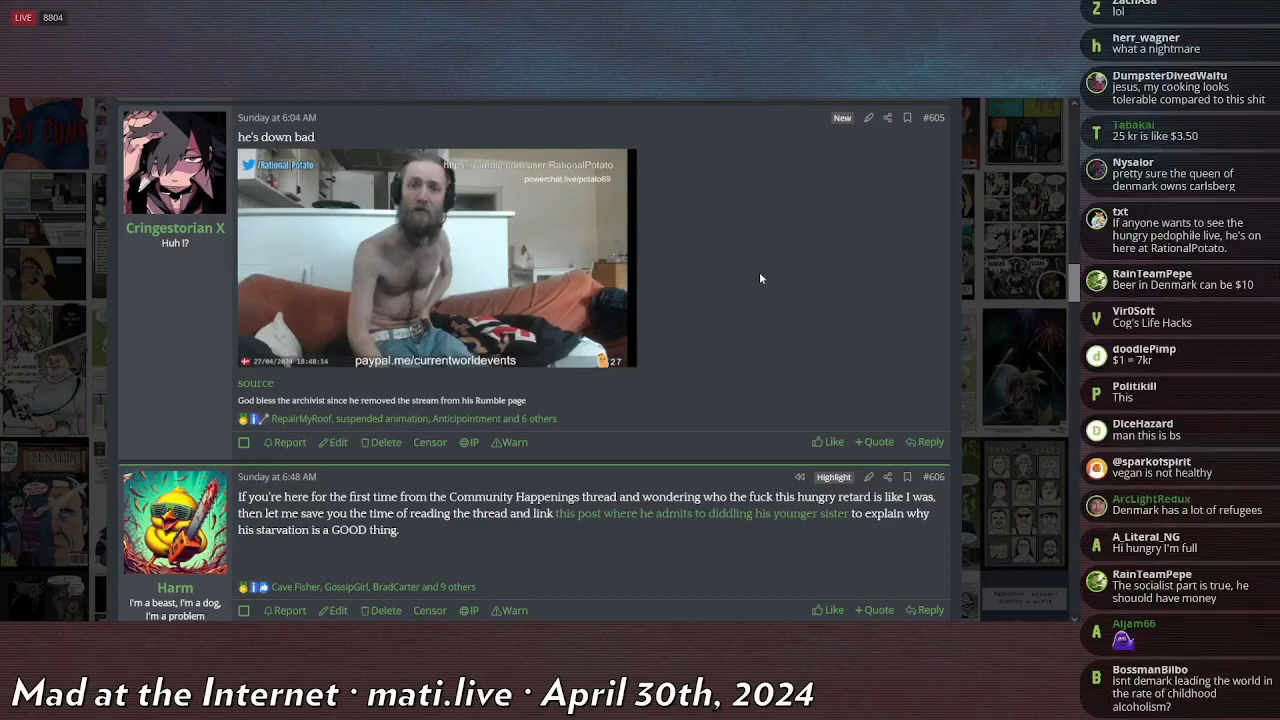 LIVE 8804
Sunday at 6:04 AM
New
#605
he's down bad
/Rational_Potato
https://rumble.com/user/RationalPotato
powerchat.live/potato69
27/04/2024 18:48:14
paypal.me/currentworldevents
27
Cringestorian X
Huh !?
source
God bless the archivist since he removed the stream from his Rumble page
RepairMyRoof, suspended animation, Anticipointment and 6 others
Report Edit Delete Censor IP Warn
Like +Quote Reply
Sunday at 6:48 AM
Highlight
#606
If you're here for the first time from the Community Happenings thread and wondering who the fuck this hungry retard is like I was,
then let me save you the time of reading the thread and link this post where he admits to diddling his younger sister to explain why
his starvation is a GOOD thing.
Harm
I'm a beast, I'm a dog,
I'm a problem
Cave Fisher, GossipGirl, BradCarter and 9 others
Report Edit Delete Censor IP Warn
Like +Quote Reply
Mad at the Internet · mati.live · April 30th, 2024
Z
lol
h
herr_wagner
what a nightmare
DumpsterDivedWaifu
jesus, my cooking looks
tolerable compared to this shit
T
Tabakai
25 kr is like $3.50
Nysalor
pretty sure the queen of
denmark owns carlsberg
txt
If anyone wants to see the
hungry pedophile live, he's on
here at RationalPotato.
RainTeamPepe
Beer in Denmark can be $10
V
Vir0Soft
Cog's Life Hacks
d
doodlePimp
$1 = 7kr
P
Politikill
This
D
DiceHazard
man this is bs
@sparkofspirit
vegan is not healthy
ArcLightRedux
Denmark has a lot of refugees
A
A_Literal_NG
Hi hungry I'm full
RainTeamPepe
The socialist part is true, he
should have money
A
AJjam66
B
BossmanBilbo
isnt demark leading the world in
the rate of childhood
alcoholism?